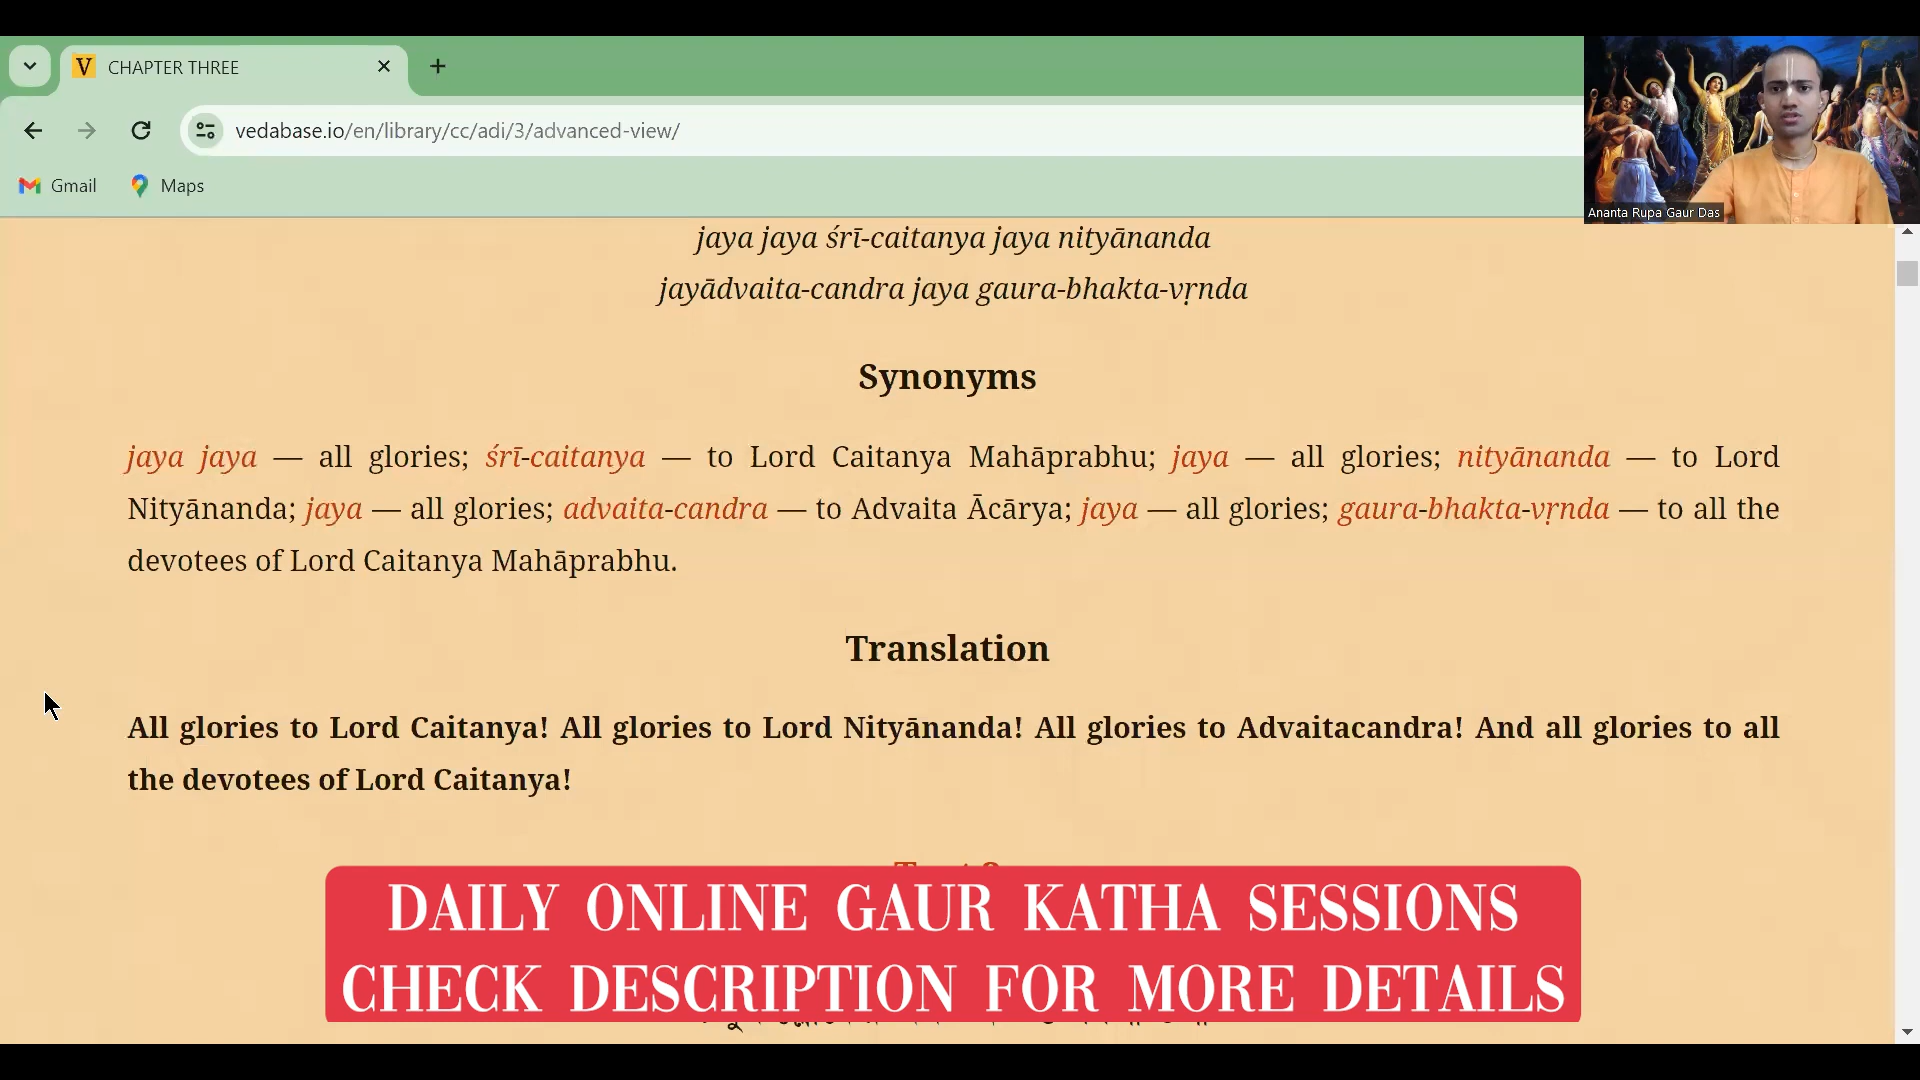 CHAPTER THREE
vedabase.io/en/library/cc/adi/3/advanced-view/
Gmail
Maps
Ananta Rupa Gaur Das
jaya jaya śrī-caitanya jaya nityānanda
jayādvaita-candra jaya gaura-bhakta-vṛnda
Synonyms
jaya jaya — all glories; śrī-caitanya — to Lord Caitanya Mahāprabhu; jaya — all glories; nityānanda — to Lord
Nityānanda; jaya — all glories; advaita-candra — to Advaita Ācārya; jaya — all glories; gaura-bhakta-vṛnda — to all the
devotees of Lord Caitanya Mahāprabhu.
Translation
All glories to Lord Caitanya! All glories to Lord Nityānanda! All glories to Advaitacandra! And all glories to all
the devotees of Lord Caitanya!
DAILY ONLINE GAUR KATHA SESSIONS
CHECK DESCRIPTION FOR MORE DETAILS